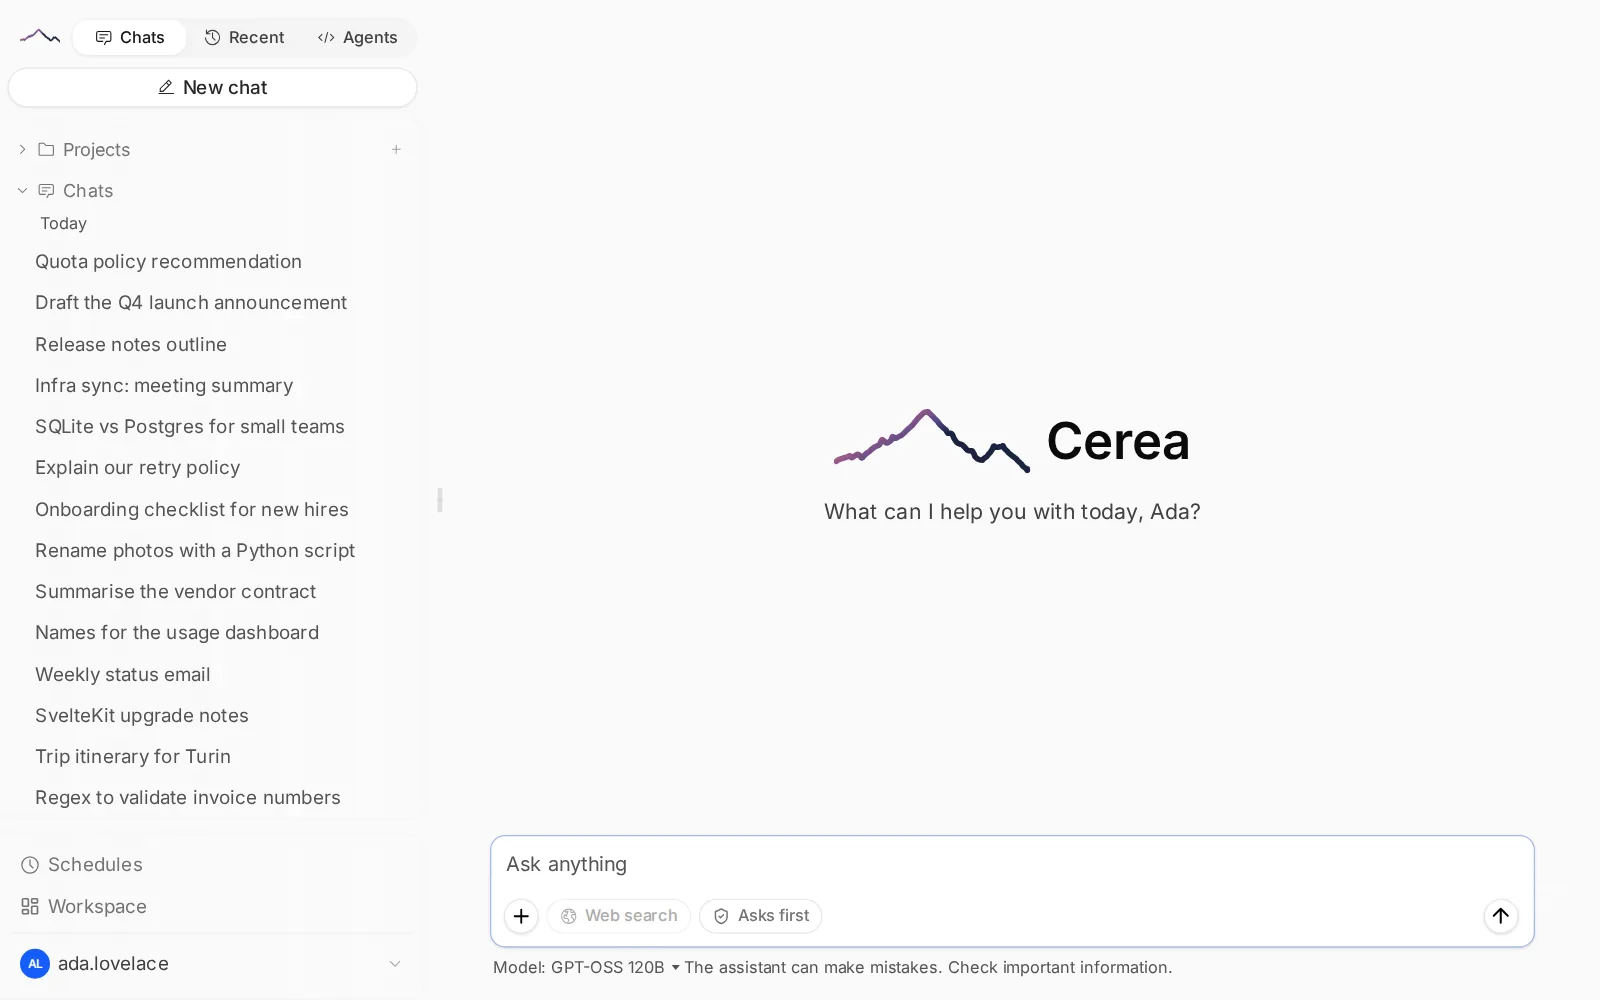 Chats Recent Agents
New chat
Projects
Chats
Today
Quota policy recommendation
Draft the Q4 launch announcement
Release notes outline
Infra sync: meeting summary
SQLite vs Postgres for small teams
Explain our retry policy
Onboarding checklist for new hires
Rename photos with a Python script
Summarise the vendor contract
Names for the usage dashboard
Weekly status email
SvelteKit upgrade notes
Trip itinerary for Turin
Regex to validate invoice numbers
Schedules
Workspace
AL ada.lovelace
Cerea
What can I help you with today, Ada?
Ask anything
Web search Asks first
Model: GPT-OSS 120B The assistant can make mistakes. Check important information.